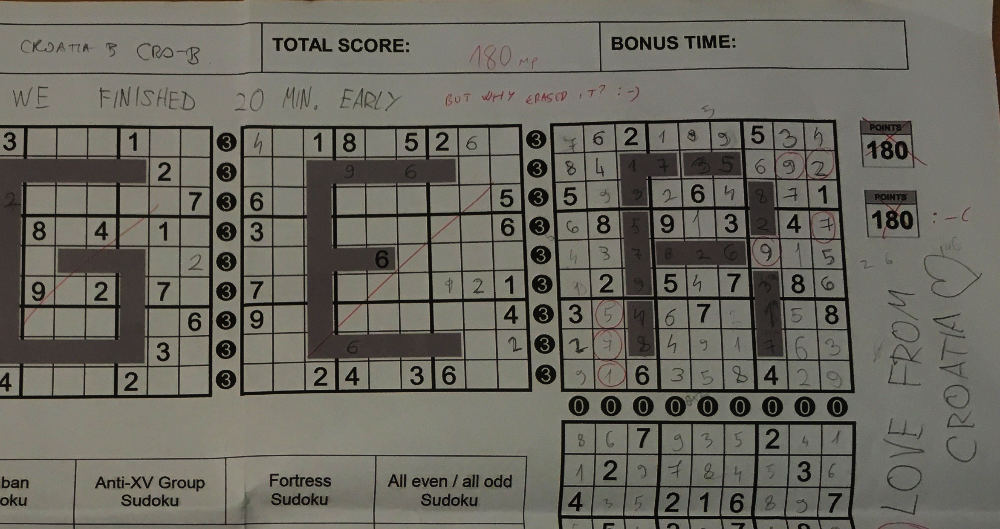 CROATIA B CRO-B
TOTAL SCORE: 180 MP
BONUS TIME:
WE FINISHED 20 MIN. EARLY
BUT WHY ERASED IT? :-)
3 1 3 4 1 8 5 2 6 3 7 6 2 1 8 9 5 3 4
2 3 9 6 3 8 4 1 7 3 5 6 9 2
2 7 3 6 5 3 5 9 3 2 6 4 8 7 1
8 4 1 3 3 6 3 6 8 5 9 1 3 2 4 7
2 3 6 3 4 3 7 8 2 6 9 1 5
9 2 7 3 7 2 1 3 1 2 9 5 4 7 3 8 6
6 3 9 4 3 3 5 4 6 7 2 1 5 8
3 3 6 2 3 2 7 8 4 9 1 7 6 3
4 2 3 2 4 3 6 3 9 1 6 3 5 8 4 2 9
0 0 0 0 0 0 0 0 0
8 6 7 9 3 5 2 4 1
1 2 9 7 8 4 5 3 6
4 3 5 2 1 6 8 9 7
POINTS
180
POINTS
180 :-(
2 6
LOVE FROM
CROATIA
ban
oku
Anti-XV Group
Sudoku
Fortress
Sudoku
All even / all odd
Sudoku